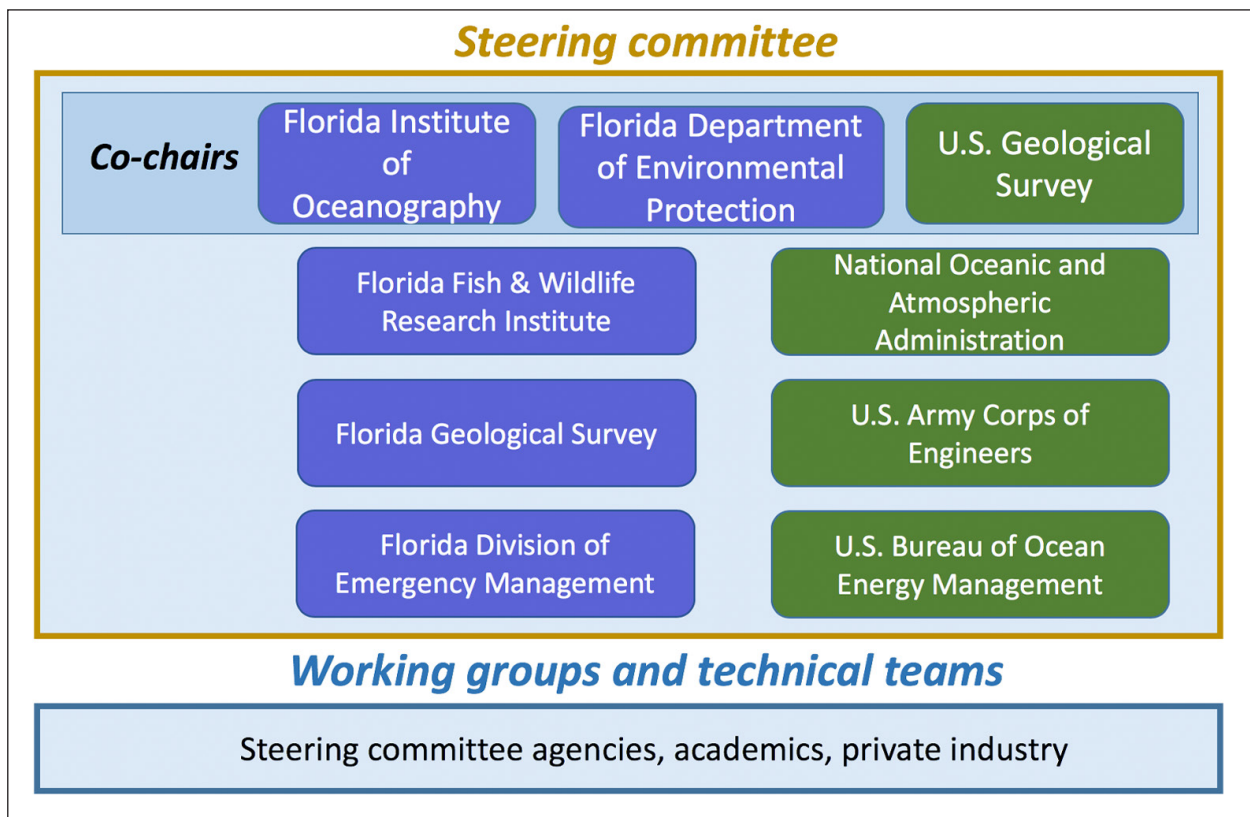 Steering committee
Co-chairs
Florida Institute
of
Oceanography
Florida Department
of Environmental
Protection
U.S. Geological
Survey
Florida Fish & Wildlife
Research Institute
National Oceanic and
Atmospheric
Administration
Florida Geological Survey
U.S. Army Corps of
Engineers
Florida Division of
Emergency Management
U.S. Bureau of Ocean
Energy Management
Working groups and technical teams
Steering committee agencies, academics, private industry